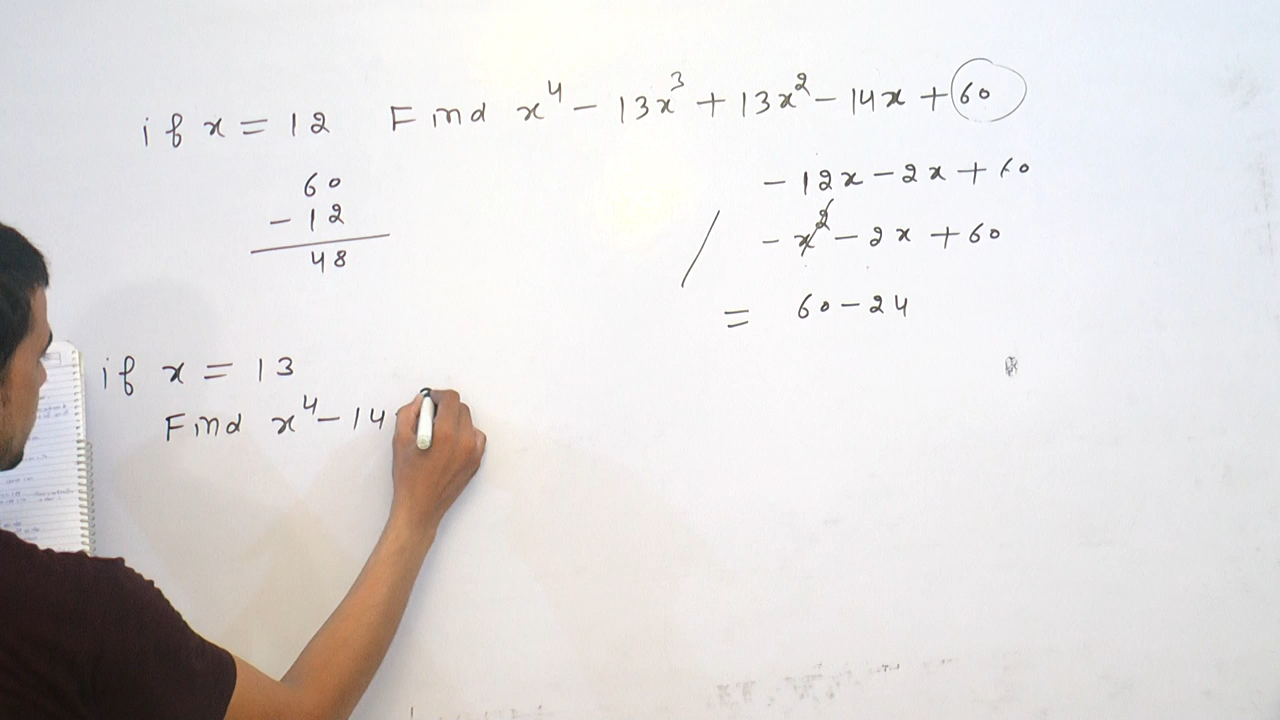 if x = 12 Find x⁴ - 13x³ + 13x² - 14x + 60
60
- 12
48
- 12x - 2x + 60
- x² - 2x + 60
= 60 - 24
if x = 13
Find x⁴ - 14